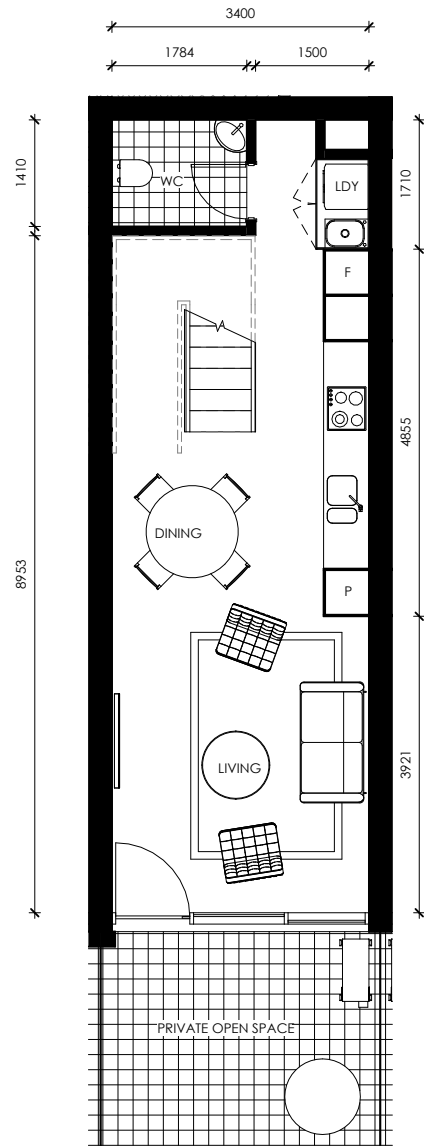 3400
1784
1500
1410
1710
WC
LDY
F
4855
DINING
8953
P
3921
LIVING
PRIVATE OPEN SPACE